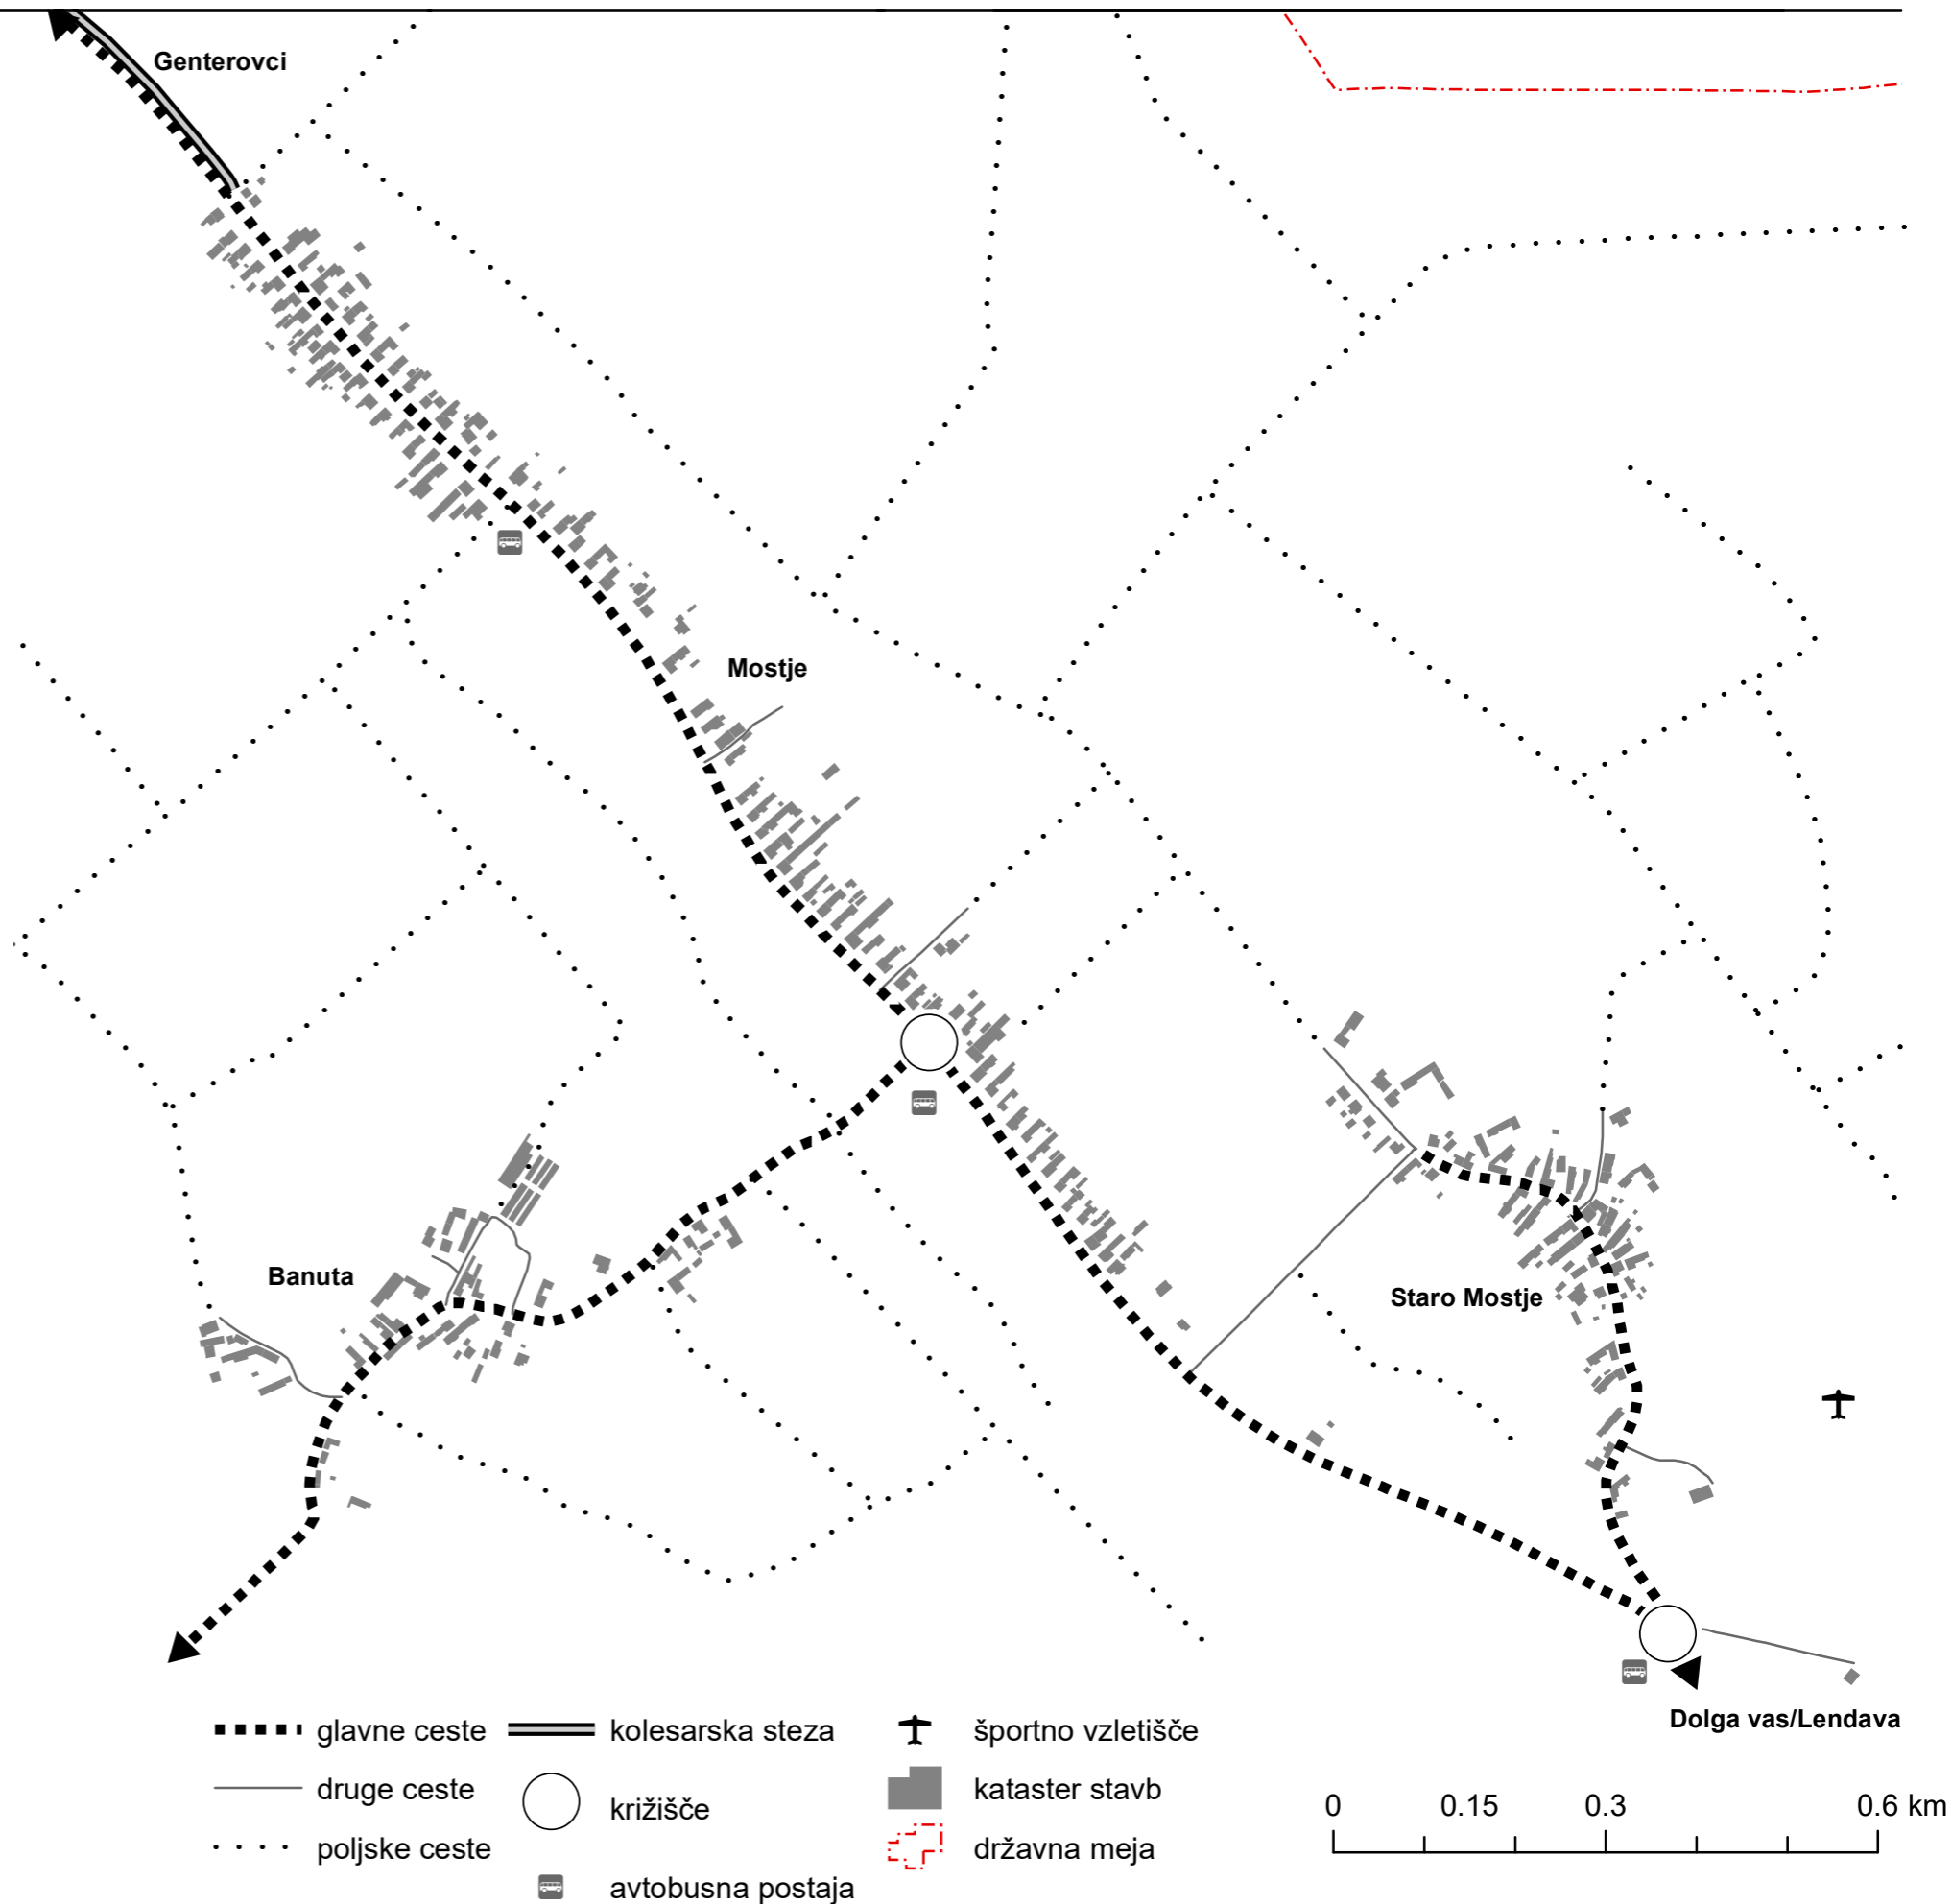 Genterovci
Mostje
Banuta
Staro Mostje
Dolga vas/Lendava
glavne ceste
kolesarska steza
športno vzletišče
druge ceste
križišče
kataster stavb
poljske ceste
avtobusna postaja
državna meja
0 0.15 0.3 0.6 km